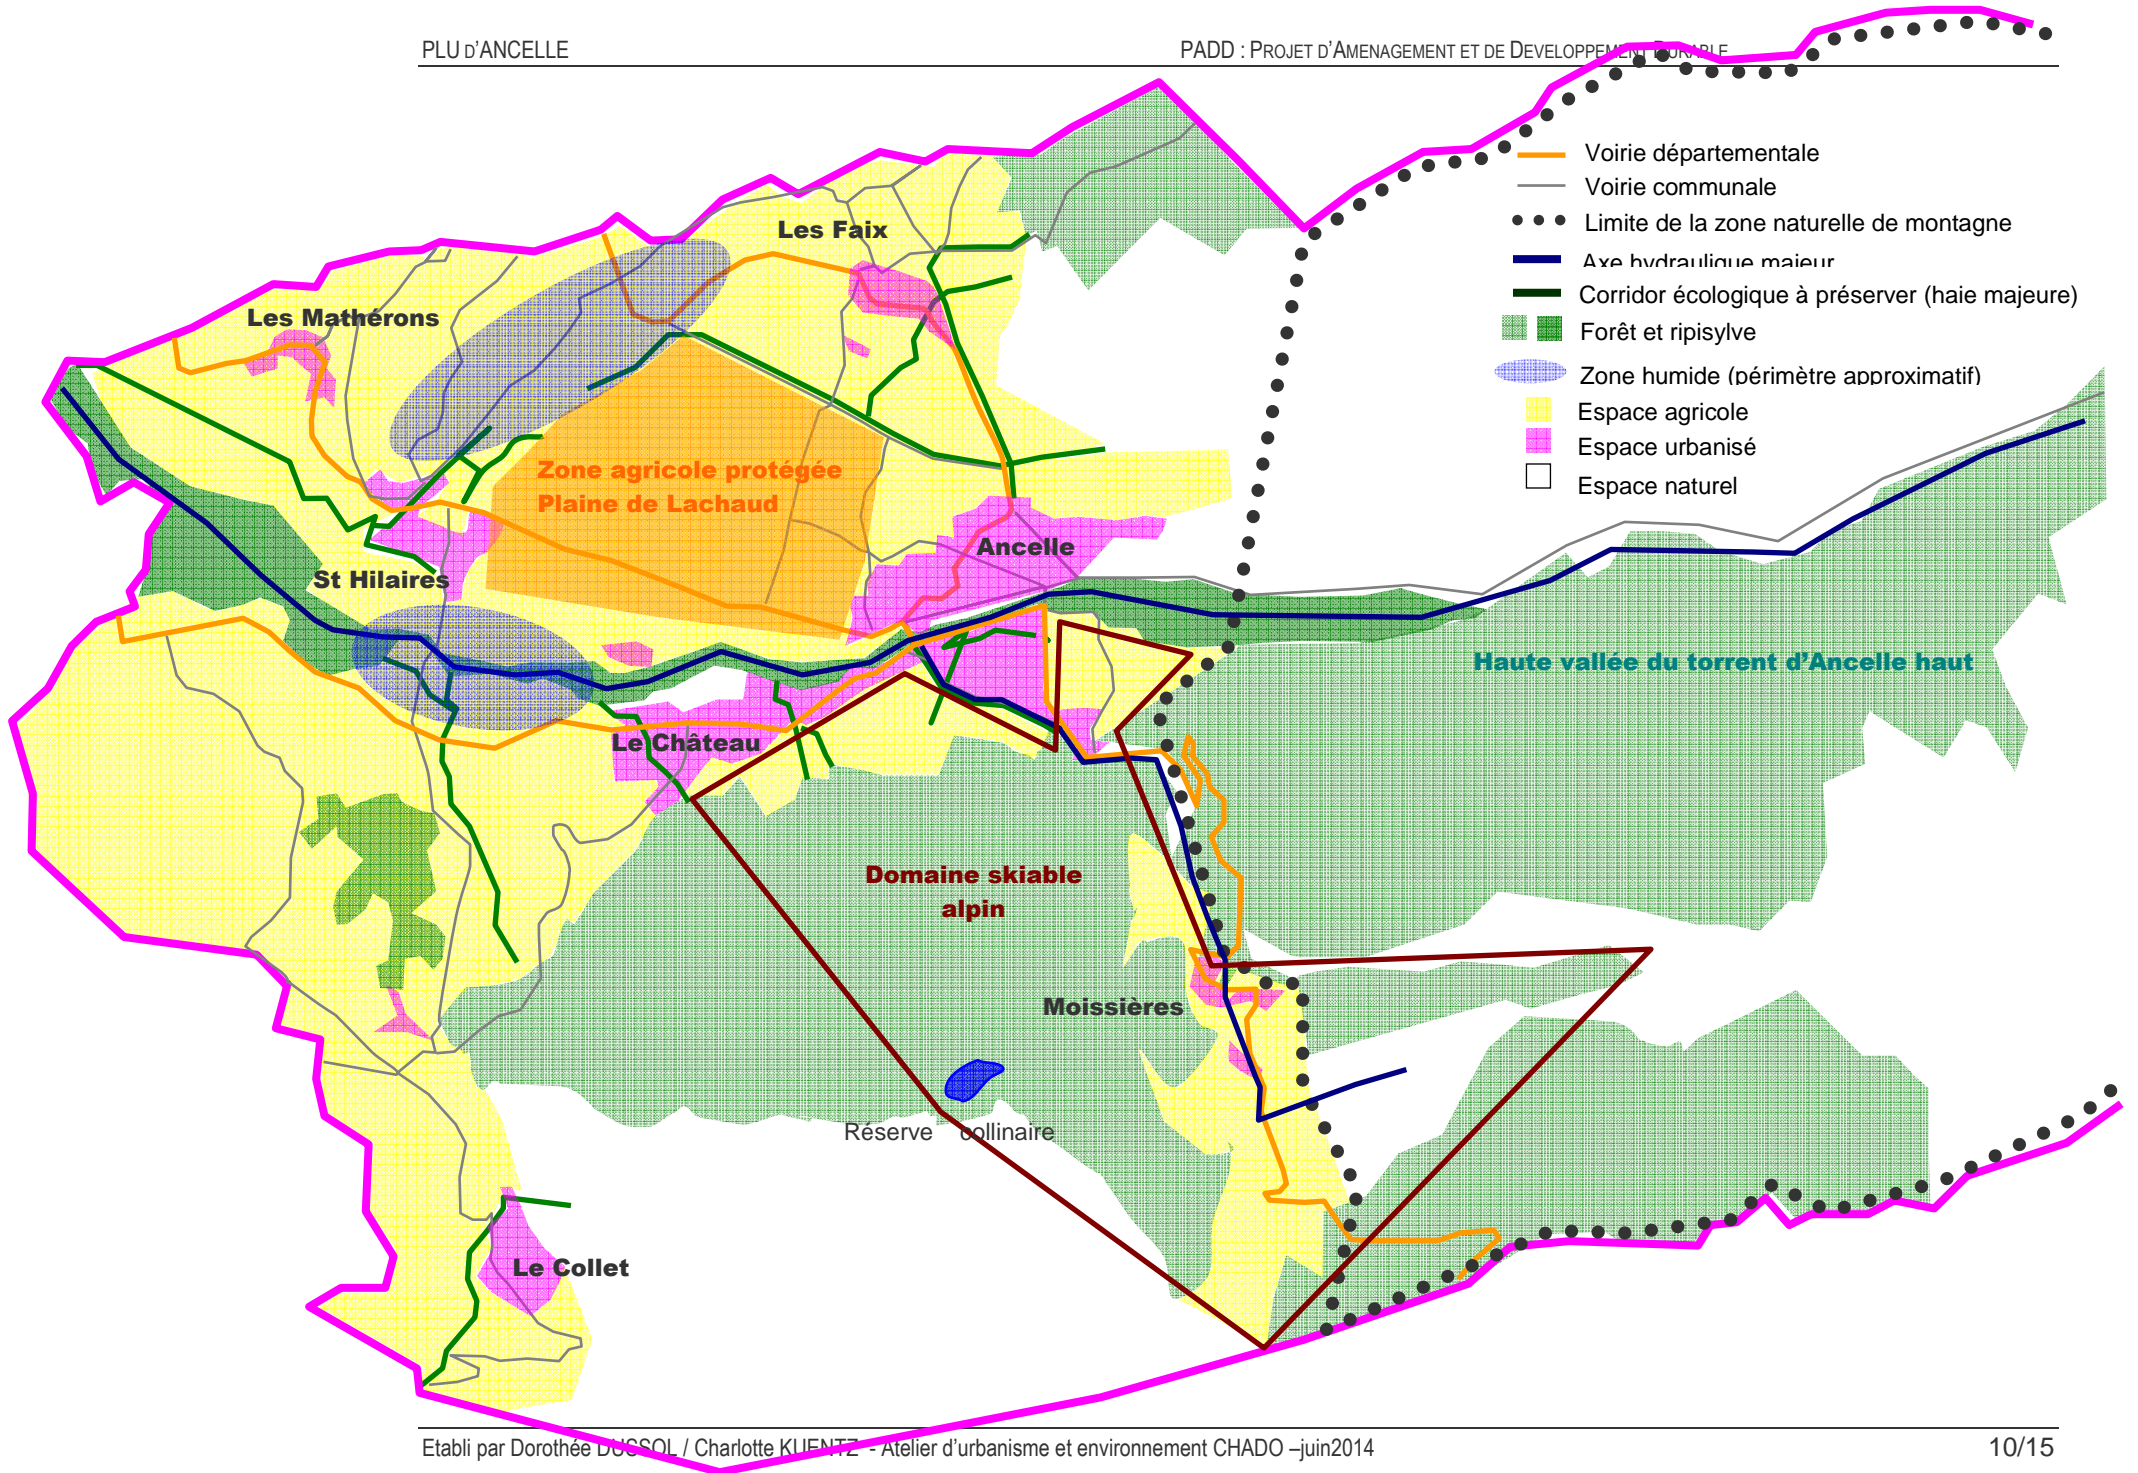 PLU D'ANCELLE
PADD : PROJET D'AMENAGEMENT ET DE DEVELOPPEMENT DURABLE
Voirie départementale
Voirie communale
Limite de la zone naturelle de montagne
Axe hydraulique majeur
Corridor écologique à préserver (haie majeure)
Forêt et ripisylve
Zone humide (périmètre approximatif)
Espace agricole
Espace urbanisé
Espace naturel
Les Faix
Les Mathérons
Zone agricole protégée
Plaine de Lachaud
Ancelle
St Hilaires
Haute vallée du torrent d'Ancelle haut
Le Château
Domaine skiable
alpin
Moissières
Réserve collinaire
Le Collet
Etabli par Dorothée DUSSOL / Charlotte KUENTZ - Atelier d'urbanisme et environnement CHADO –juin2014
10/15